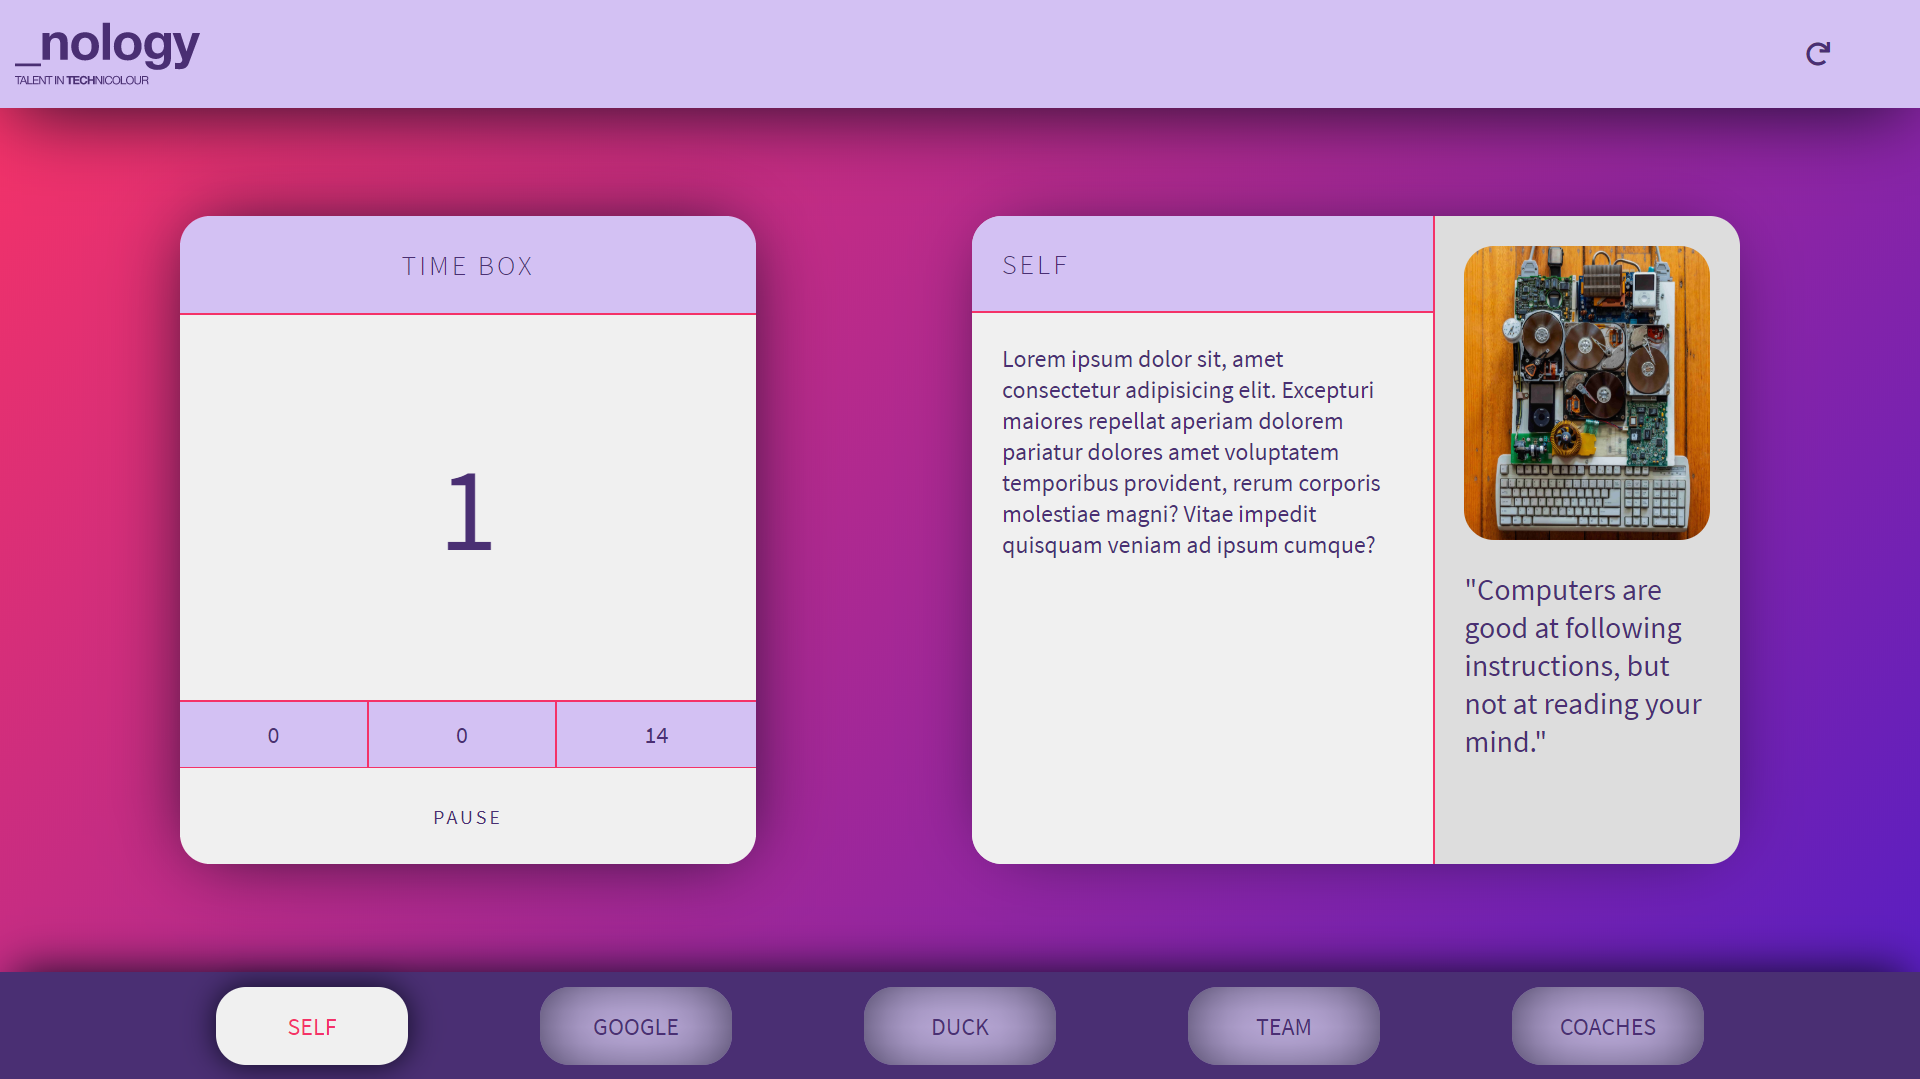 _nology
TALENT IN TECHNICOLOUR
TIME BOX
1
0 0 14
PAUSE
SELF
Lorem ipsum dolor sit, amet
consectetur adipisicing elit. Excepturi
maiores repellat aperiam dolorem
pariatur dolores amet voluptatem
temporibus provident, rerum corporis
molestiae magni? Vitae impedit
quisquam veniam ad ipsum cumque?
"Computers are
good at following
instructions, but
not at reading your
mind."
SELF GOOGLE DUCK TEAM COACHES